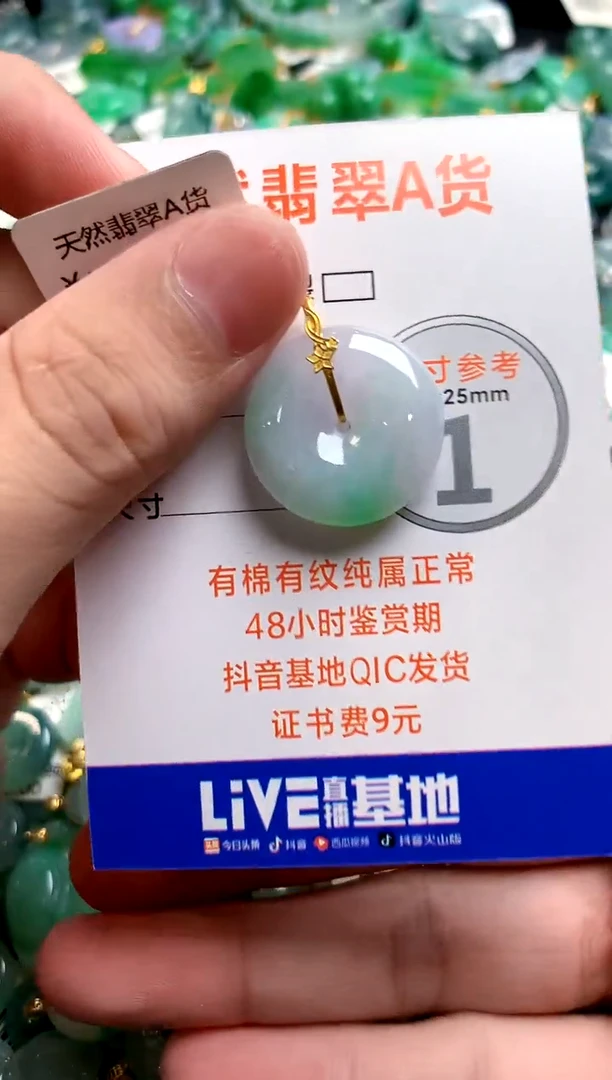 天然翡翠A货
翡翠A货
寸参考
25mm
1
寸
有棉有纹纯属正常
48小时鉴赏期
抖音基地QIC发货
证书费9元
LiVE直播基地
今日头条 抖音 西瓜视频 抖音火山版